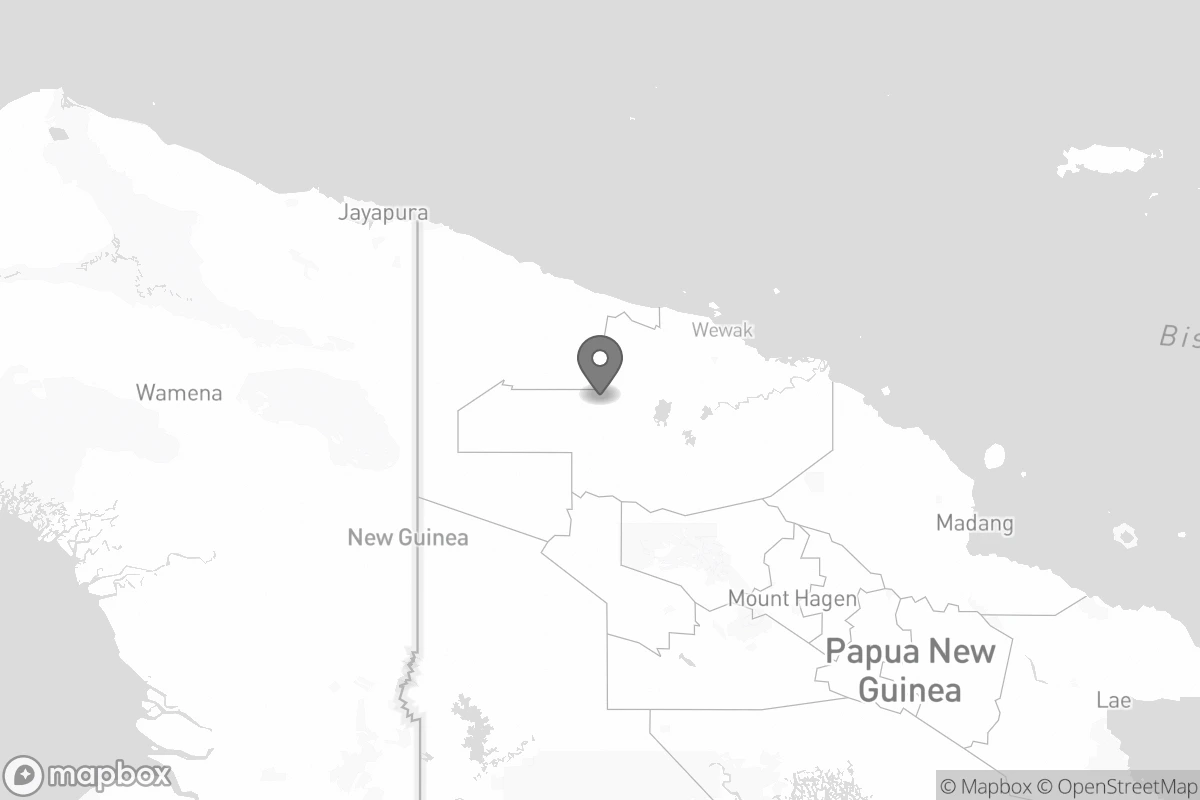 Jayapura
Wewak
Bis
Wamena
Madang
New Guinea
Mount Hagen
Papua New
Guinea
Lae
mapbox
© Mapbox © OpenStreetMap